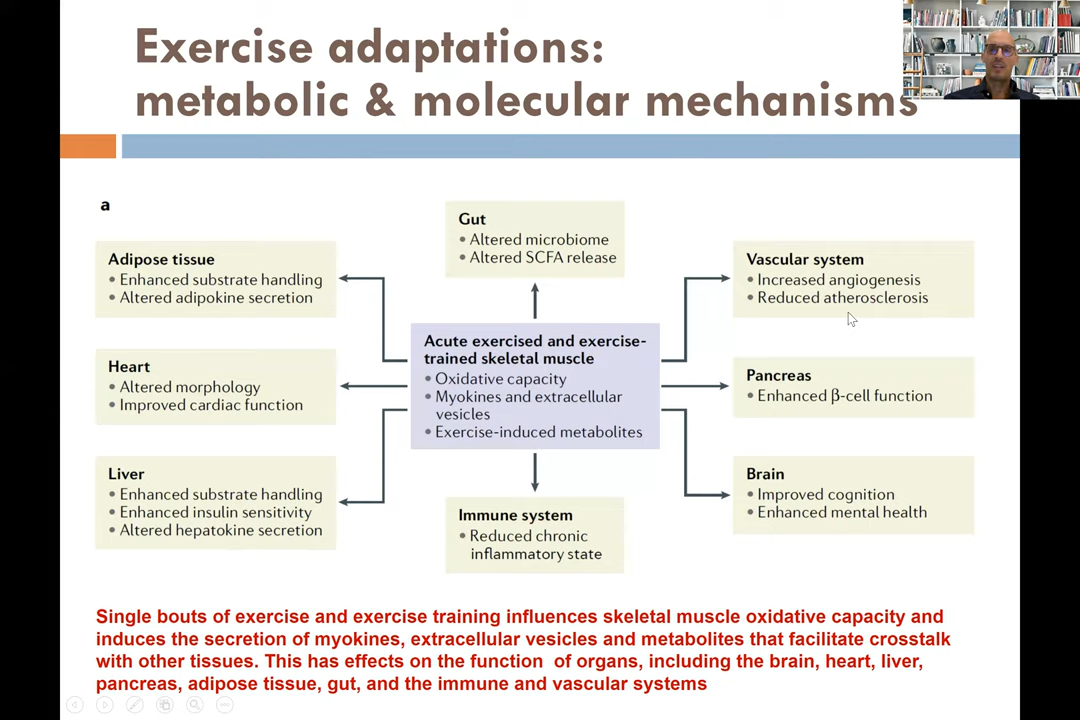 Exercise adaptations:
metabolic & molecular mechanisms
a
Gut
• Altered microbiome
• Altered SCFA release
Adipose tissue
• Enhanced substrate handling
• Altered adipokine secretion
Vascular system
• Increased angiogenesis
• Reduced atherosclerosis
Acute exercised and exercise-
trained skeletal muscle
• Oxidative capacity
• Myokines and extracellular
vesicles
• Exercise-induced metabolites
Heart
• Altered morphology
• Improved cardiac function
Pancreas
• Enhanced β-cell function
Liver
• Enhanced substrate handling
• Enhanced insulin sensitivity
• Altered hepatokine secretion
Brain
• Improved cognition
• Enhanced mental health
Immune system
• Reduced chronic
inflammatory state
Single bouts of exercise and exercise training influences skeletal muscle oxidative capacity and
induces the secretion of myokines, extracellular vesicles and metabolites that facilitate crosstalk
with other tissues. This has effects on the function of organs, including the brain, heart, liver,
pancreas, adipose tissue, gut, and the immune and vascular systems